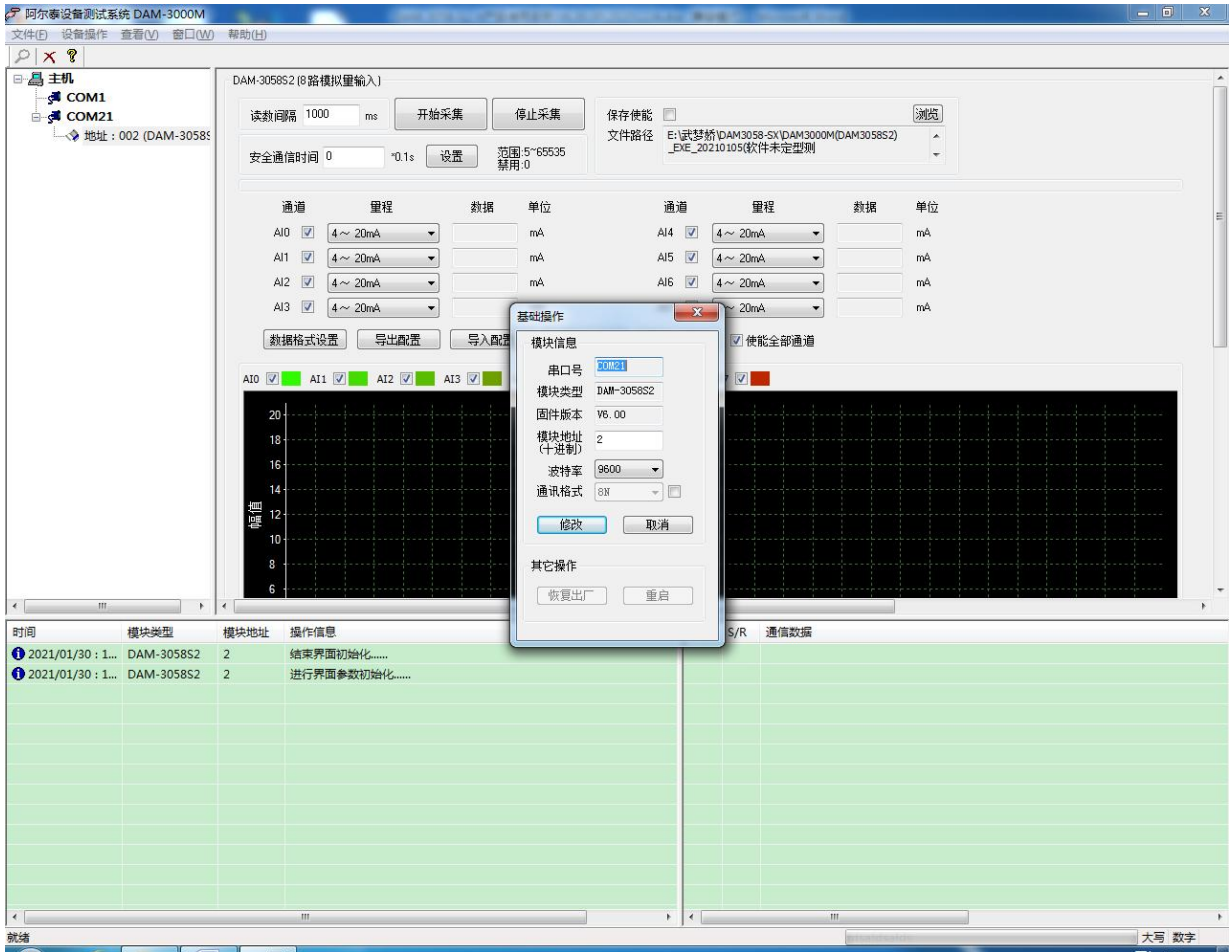 阿尔泰设备测试系统 DAM-3000M
文件(F) 设备操作 查看(V) 窗口(W) 帮助(H)
主机
COM1
COM21
地址：002 (DAM-3058S
DAM-3058S2 (8路模拟量输入)
读数间隔 1000 ms 开始采集 停止采集
保存使能 浏览
文件路径 E:\武梦娇\DAM3058-SX\DAM3000M(DAM3058S2)
_EXE_20210105(软件未定型测
安全通信时间 0 *0.1s 设置 范围:5~65535
禁用:0
通道 量程 数据 单位 通道 量程 数据 单位
AI0 4～ 20mA mA AI4 4～ 20mA mA
AI1 4～ 20mA mA AI5 4～ 20mA mA
AI2 4～ 20mA mA AI6 4～ 20mA mA
AI3 4～ 20mA ～ 20mA mA
数据格式设置 导出配置 导入配置 使能全部通道
AI0 AI1 AI2 AI3
20
18
16
14
12
10
8
6
幅值
基础操作
模块信息
串口号 COM21
模块类型 DAM-3058S2
固件版本 V6.00
模块地址 2
(十进制)
波特率 9600
通讯格式 8N
修改 取消
其它操作
恢复出厂 重启
时间 模块类型 模块地址 操作信息 S/R 通信数据
2021/01/30 : 1... DAM-3058S2 2 结束界面初始化......
2021/01/30 : 1... DAM-3058S2 2 进行界面参数初始化......
就绪 大写 数字